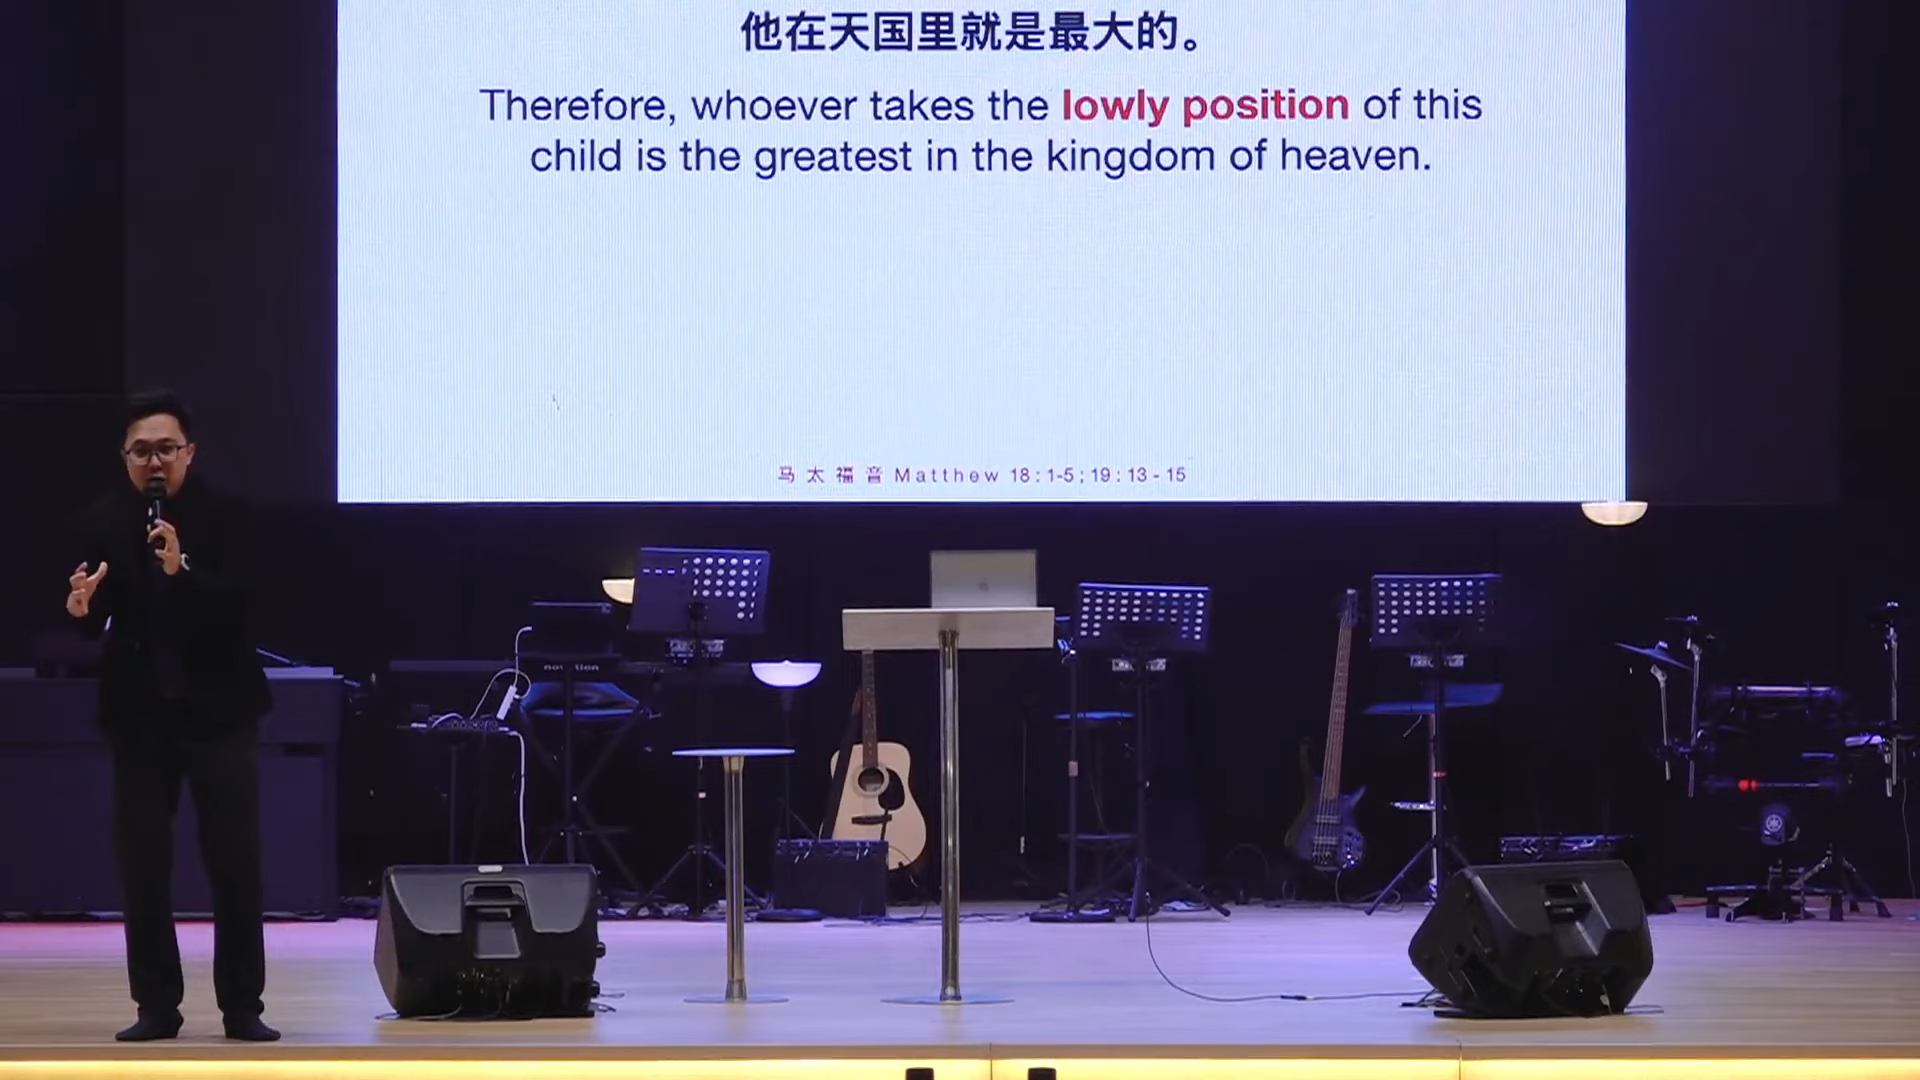 他在天国里就是最大的。
Therefore, whoever takes the lowly position of this
child is the greatest in the kingdom of heaven.
马太福音 Matthew 18:1-5;19:13-15
novation